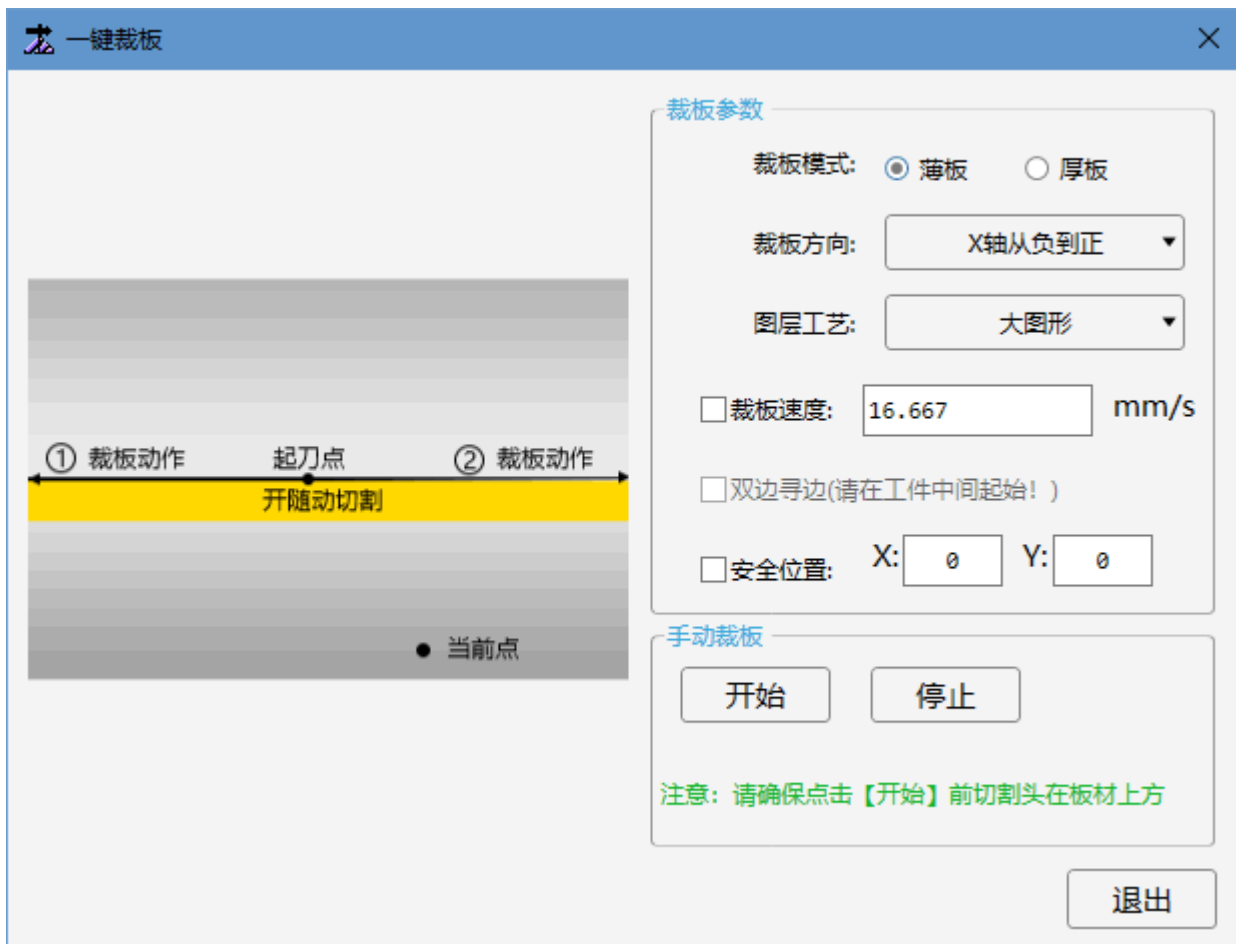 一键裁板
① 裁板动作 起刀点 ② 裁板动作
开随动切割
当前点
裁板参数
裁板模式: 薄板 厚板
裁板方向: X轴从负到正
图层工艺: 大图形
裁板速度: 16.667 mm/s
双边寻边(请在工件中间起始！)
安全位置: X: 0 Y: 0
手动裁板
开始 停止
注意：请确保点击【开始】前切割头在板材上方
退出